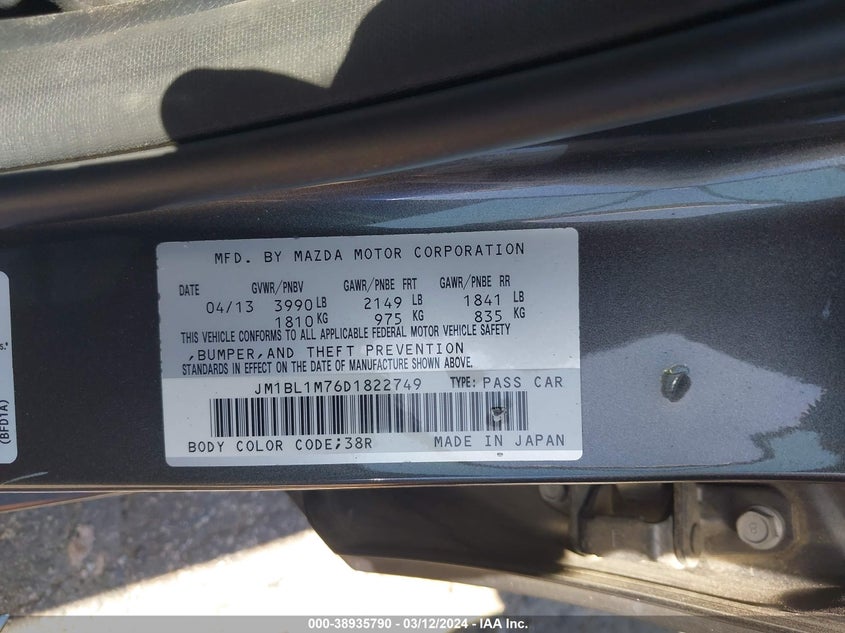 MFD. BY MAZDA MOTOR CORPORATION
DATE GVWR/PNBV GAWR/PNBE FRT GAWR/PNBE RR
04/13 3990 LB 2149 LB 1841 LB
1810 KG 975 KG 835 KG
THIS VEHICLE CONFORMS TO ALL APPLICABLE FEDERAL MOTOR VEHICLE SAFETY
,BUMPER,AND THEFT PREVENTION
STANDARDS IN EFFECT ON THE DATE OF MANUFACTURE SHOWN ABOVE.
JM1BL1M76D1822749 TYPE: PASS CAR
BODY COLOR CODE;38R MADE IN JAPAN
(BFD1A)
8
000-38935790 - 03/12/2024 - IAA Inc.